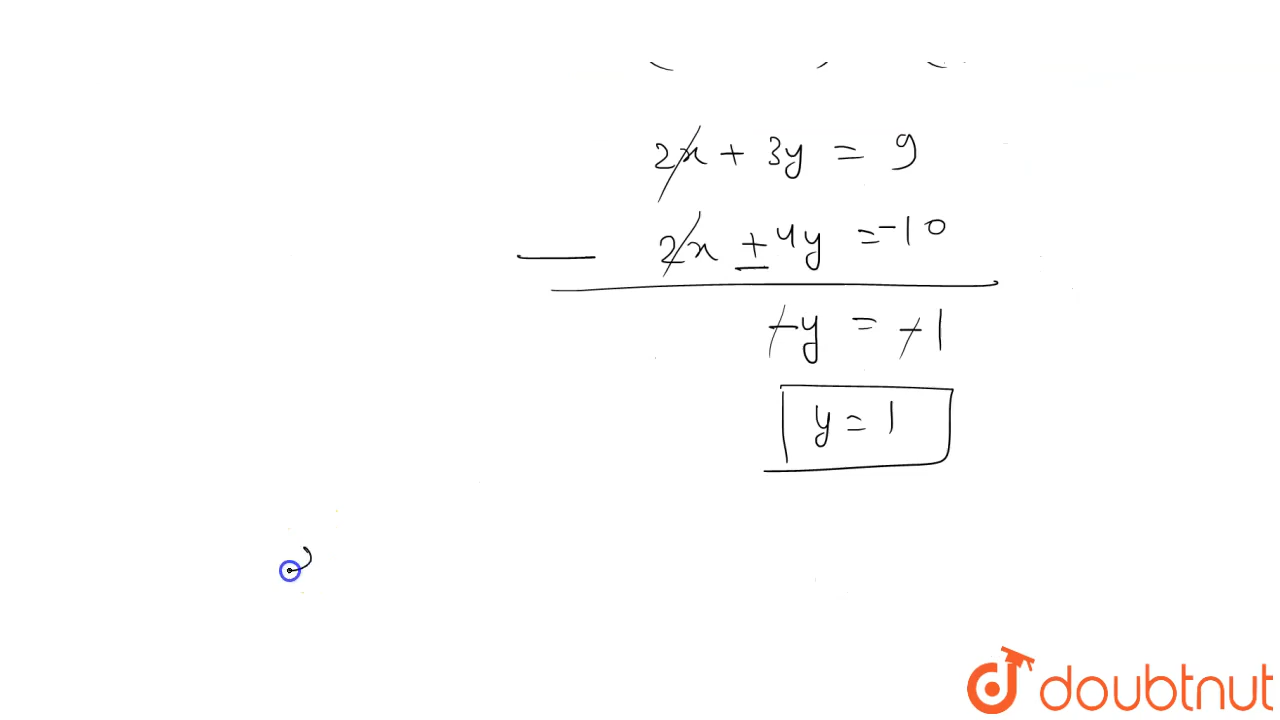 2x + 3y = 9
— 2x + 4y = -10
-y = -1
y = 1
doubtnut